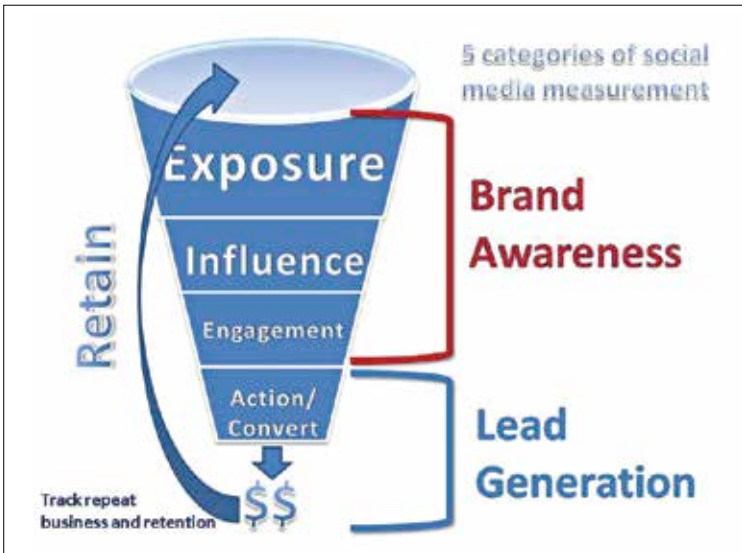 5 categories of social
media measurement
Exposure
Influence
Engagement
Action/
Convert
$$
Retain
Brand
Awareness
Lead
Generation
Track repeat
business and retention